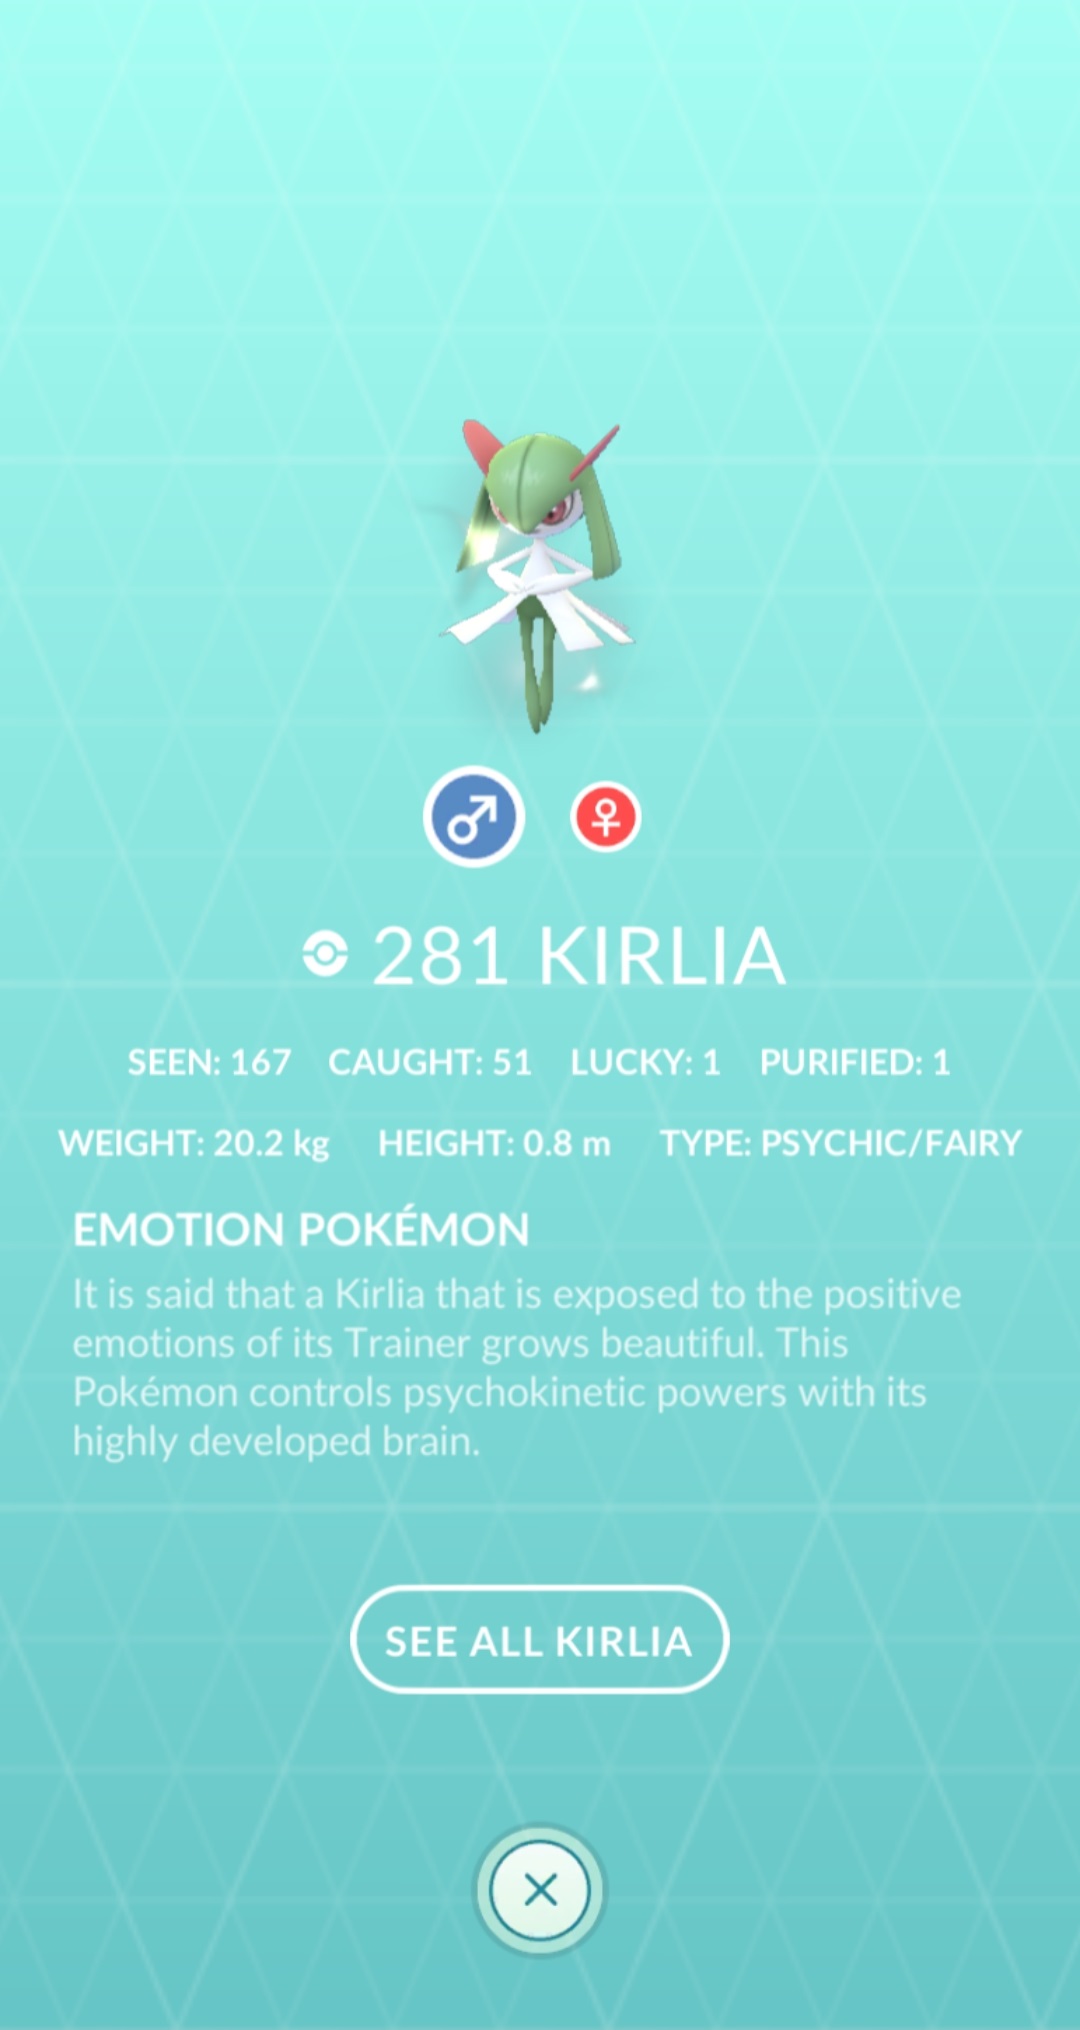 281 KIRLIA
SEEN: 167 CAUGHT: 51 LUCKY: 1 PURIFIED: 1
WEIGHT: 20.2 kg HEIGHT: 0.8 m TYPE: PSYCHIC/FAIRY
EMOTION POKÉMON
It is said that a Kirlia that is exposed to the positive
emotions of its Trainer grows beautiful. This
Pokémon controls psychokinetic powers with its
highly developed brain.
SEE ALL KIRLIA